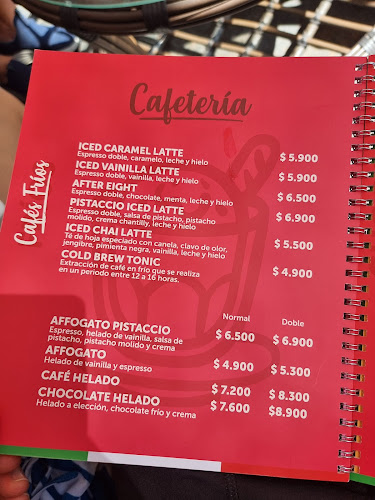 Cafetería
Cafés Fríos
ICED CARAMEL LATTE $ 5.900
Espresso doble, caramelo, leche y hielo
ICED VAINILLA LATTE $ 5.900
Espresso doble, vainilla, leche y hielo
AFTER EIGHT $ 6.500
Espresso doble, chocolate, menta, leche y hielo
PISTACCIO ICED LATTE $ 6.900
Espresso doble, salsa de pistacho, pistacho
molido, crema chantilly, leche y hielo
ICED CHAI LATTE $ 5.500
Té de hoja especiado con canela, clavo de olor,
jengibre, pimienta negra, vainilla, leche y hielo
COLD BREW TONIC $ 4.900
Extracción de café en frío que se realiza
en un periodo entre 12 a 16 horas.
Normal Doble
AFFOGATO PISTACCIO $ 6.500 $ 6.900
Espresso, helado de vainilla, salsa de
pistacho, pistacho molido y crema
AFFOGATO $ 4.900 $ 5.300
Helado de vainilla y espresso
CAFÉ HELADO $ 7.200 $ 8.300
CHOCOLATE HELADO $ 7.600 $8.900
Helado a elección, chocolate frío y crema